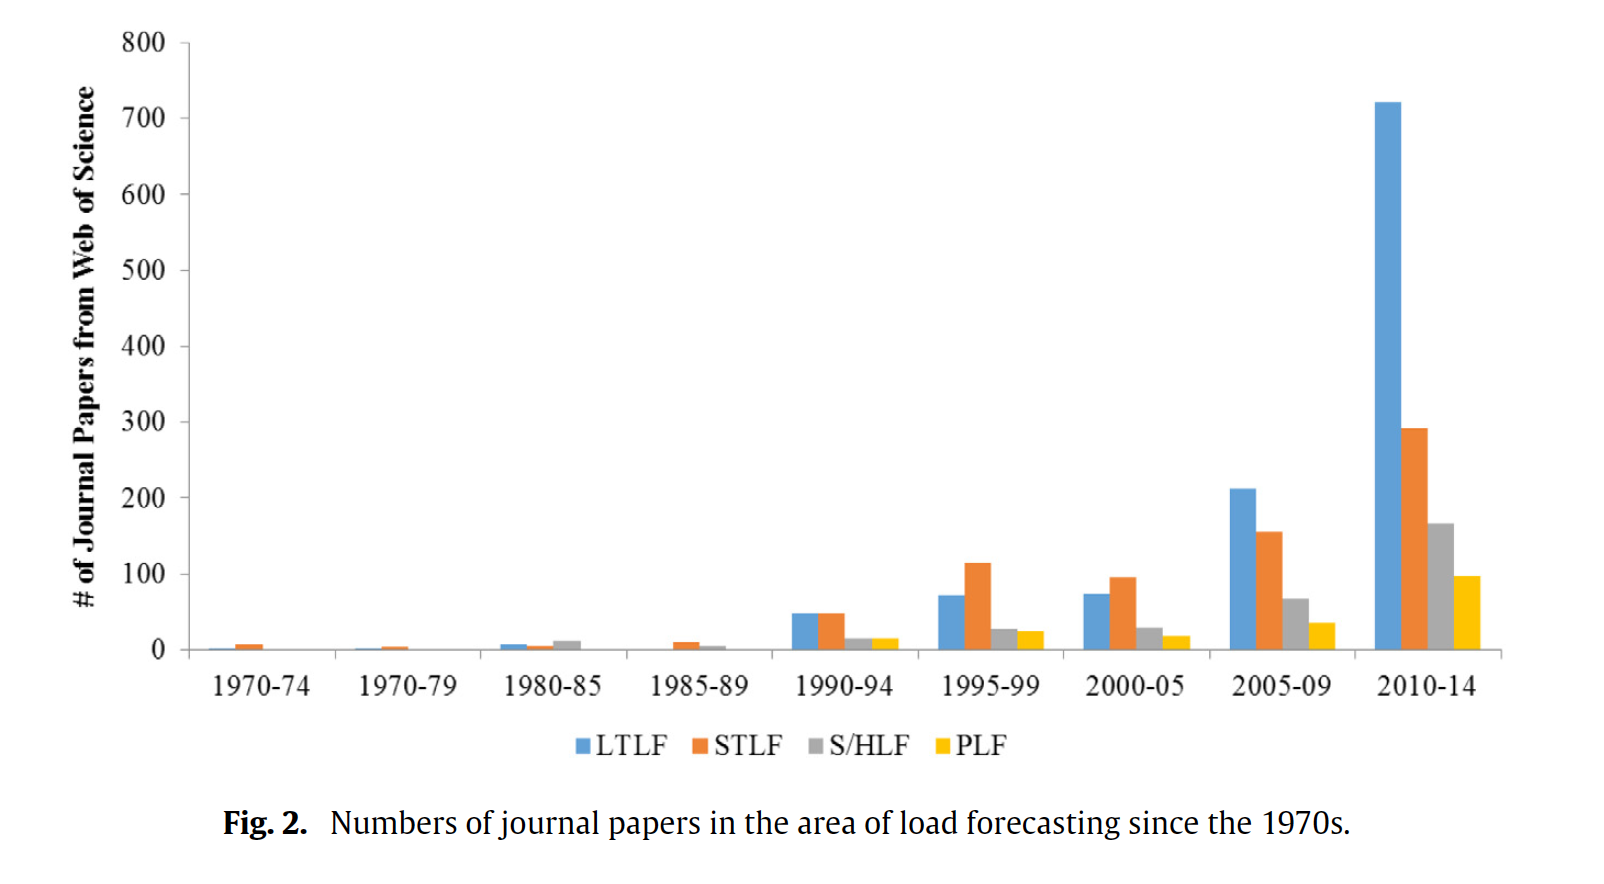 # of Journal Papers from Web of Science
800
700
600
500
400
300
200
100
0
1970-74 1970-79 1980-85 1985-89 1990-94 1995-99 2000-05 2005-09 2010-14
LTLF STLF S/HLF PLF
Fig. 2. Numbers of journal papers in the area of load forecasting since the 1970s.